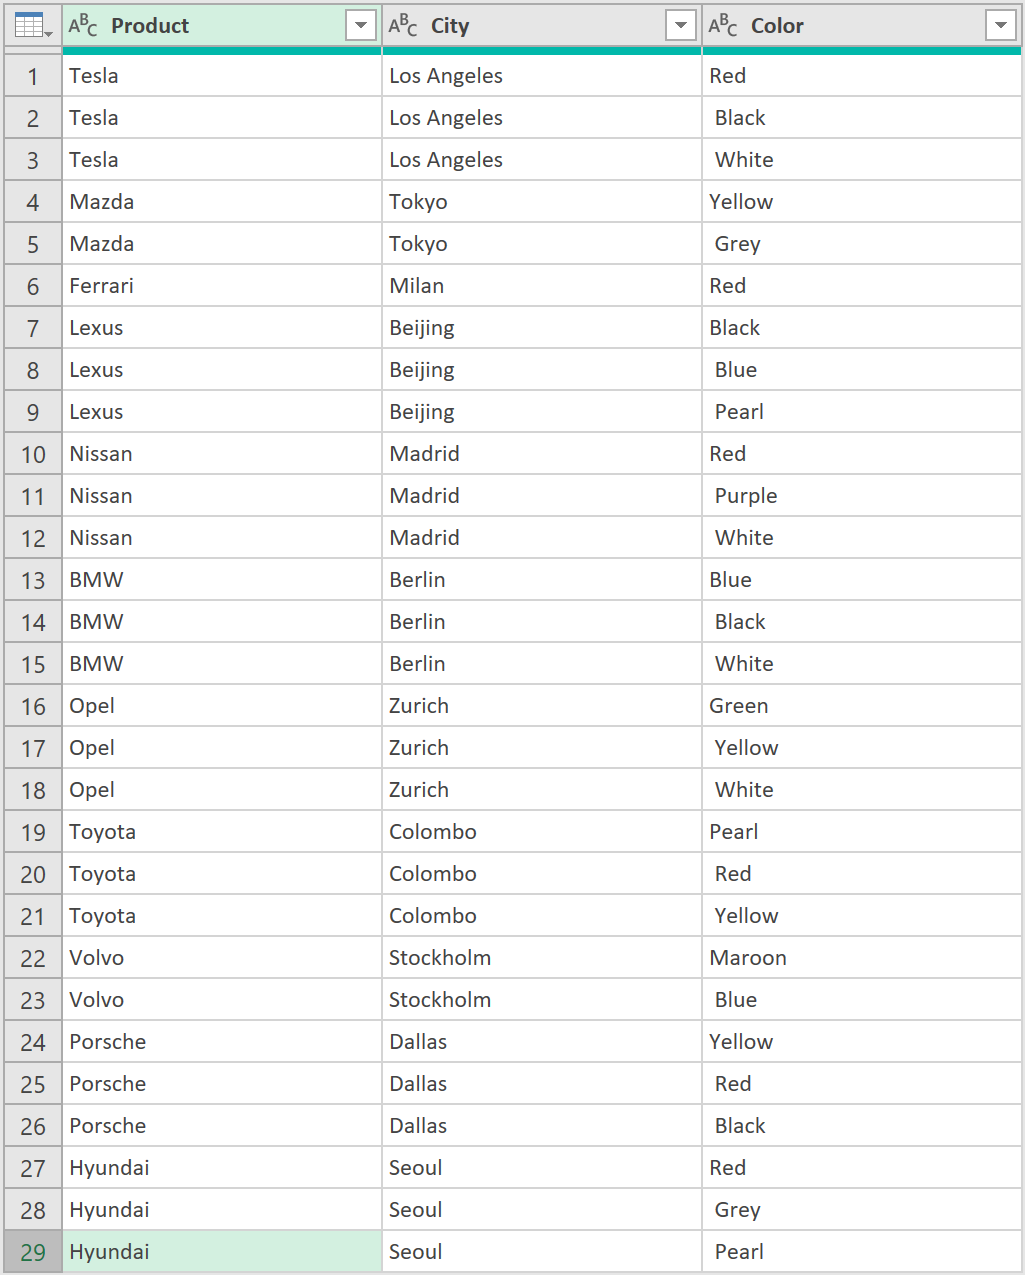 ABC Product ABC City ABC Color
1 Tesla Los Angeles Red
2 Tesla Los Angeles Black
3 Tesla Los Angeles White
4 Mazda Tokyo Yellow
5 Mazda Tokyo Grey
6 Ferrari Milan Red
7 Lexus Beijing Black
8 Lexus Beijing Blue
9 Lexus Beijing Pearl
10 Nissan Madrid Red
11 Nissan Madrid Purple
12 Nissan Madrid White
13 BMW Berlin Blue
14 BMW Berlin Black
15 BMW Berlin White
16 Opel Zurich Green
17 Opel Zurich Yellow
18 Opel Zurich White
19 Toyota Colombo Pearl
20 Toyota Colombo Red
21 Toyota Colombo Yellow
22 Volvo Stockholm Maroon
23 Volvo Stockholm Blue
24 Porsche Dallas Yellow
25 Porsche Dallas Red
26 Porsche Dallas Black
27 Hyundai Seoul Red
28 Hyundai Seoul Grey
29 Hyundai Seoul Pearl